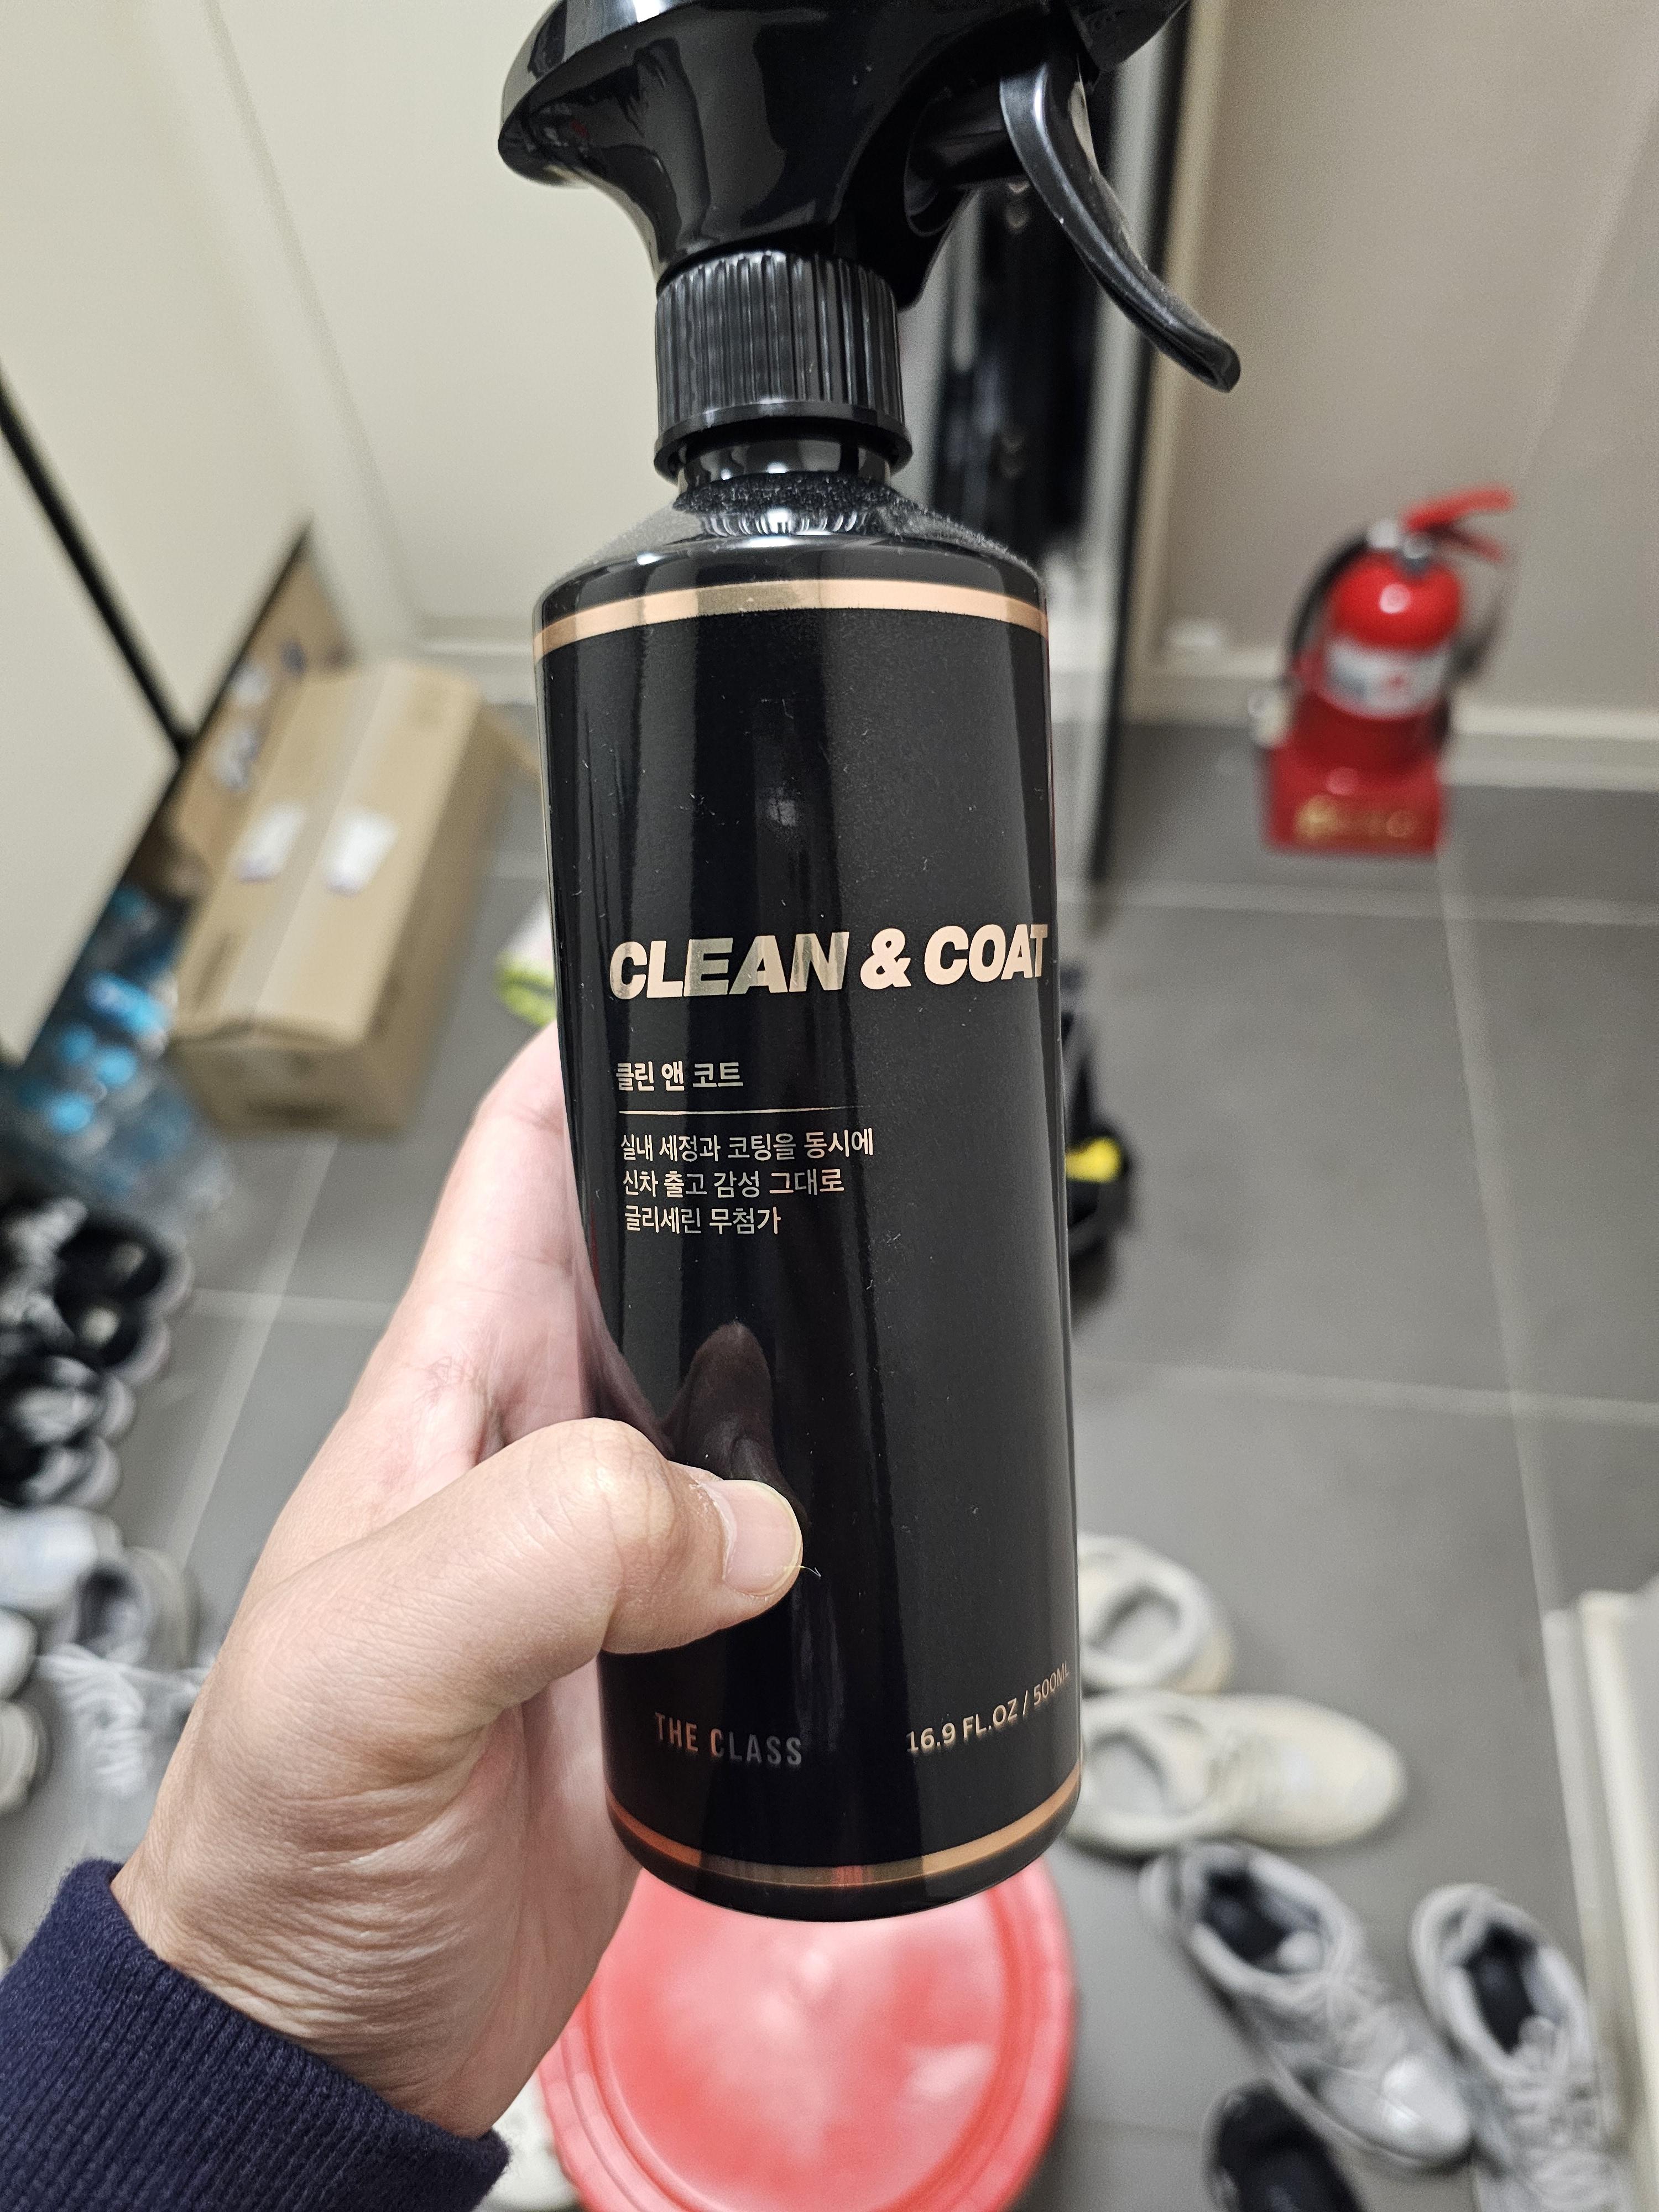 CLEAN & COAT
클린 앤 코트
실내 세정과 코팅을 동시에
신차 출고 감성 그대로
글리세린 무첨가
THE CLASS
16.9 FL.OZ / 500ML